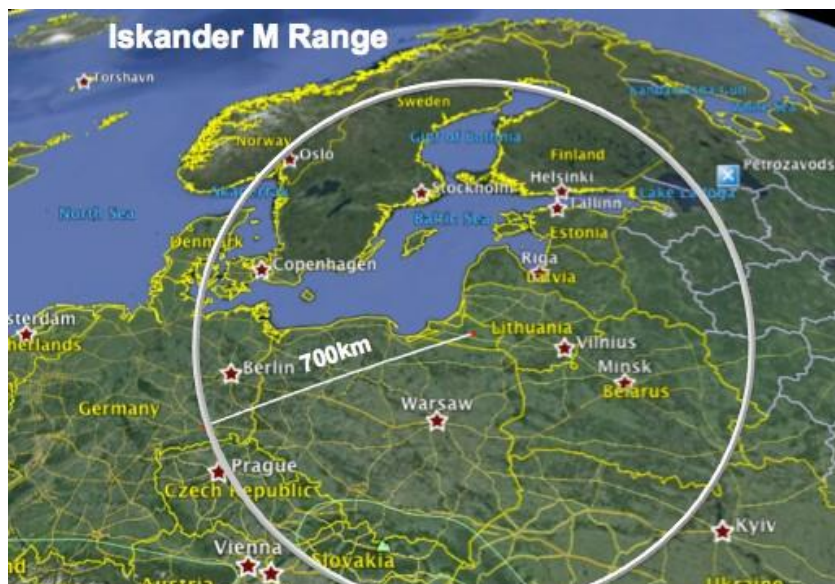 Iskander M Range
Torshavn
Sweden
Norway
Oslo
Gulf of Bothnia
Finland
Petrozavods
Helsinki
Stockholm
Lake Ladoga
Tallinn
North Sea
Baltic Sea
Denmark
Estonia
Copenhagen
Riga
Latvia
sterdam
herlands
Lithuania
Vilnius
700km
Berlin
Minsk
Belarus
Germany
Warsaw
Prague
Czech Republic
Kyiv
Vienna
Slovakia
Austria
Ukraine